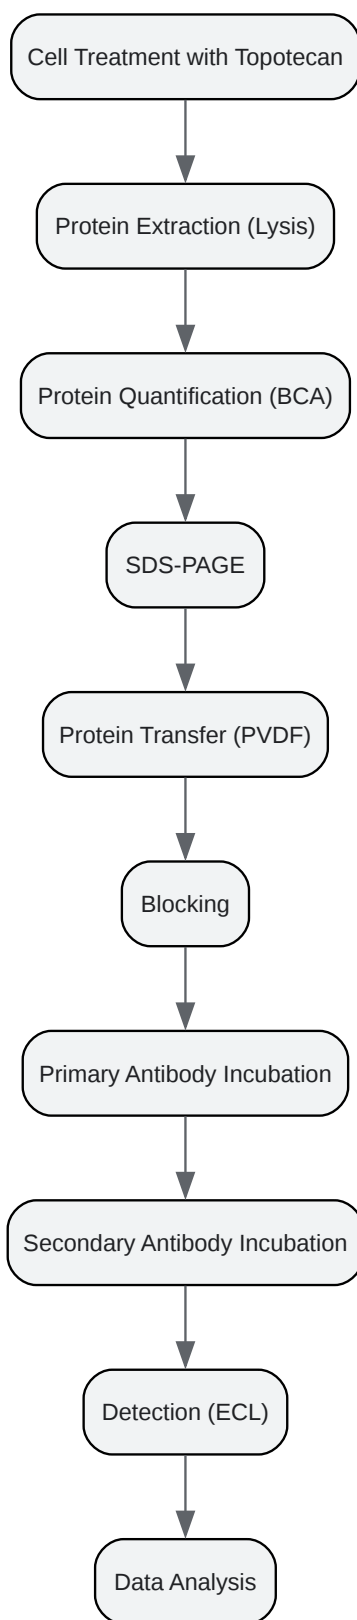 Cell Treatment with Topotecan
Protein Extraction (Lysis)
Protein Quantification (BCA)
SDS-PAGE
Protein Transfer (PVDF)
Blocking
Primary Antibody Incubation
Secondary Antibody Incubation
Detection (ECL)
Data Analysis